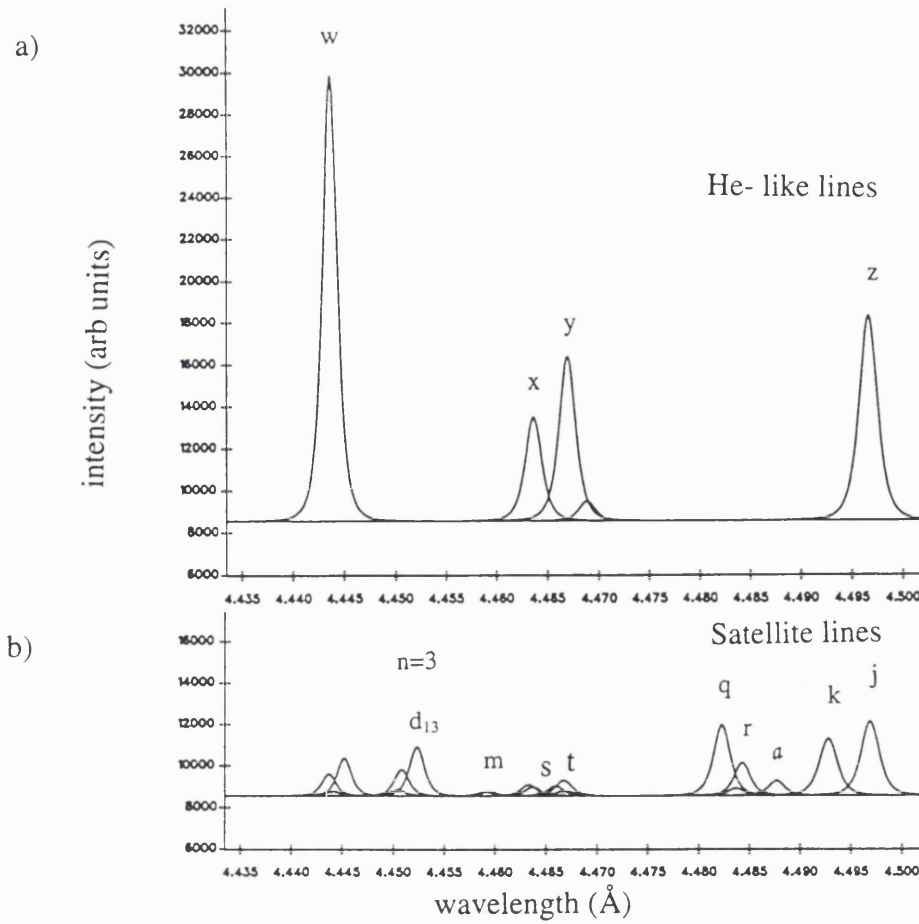 a)
w
32000
30000
28000
26000
24000
22000
20000
18000
16000
14000
12000
10000
8000
6000
He- like lines
z
y
x
intensity (arb units)
4.435 4.440 4.445 4.450 4.455 4.460 4.465 4.470 4.475 4.480 4.485 4.490 4.495 4.500
b)
Satellite lines
16000
14000
12000
10000
8000
6000
n=3
d13
m
s
t
q
r
a
k
j
4.435 4.440 4.445 4.450 4.455 4.460 4.465 4.470 4.475 4.480 4.485 4.490 4.495 4.500
wavelength (Å)